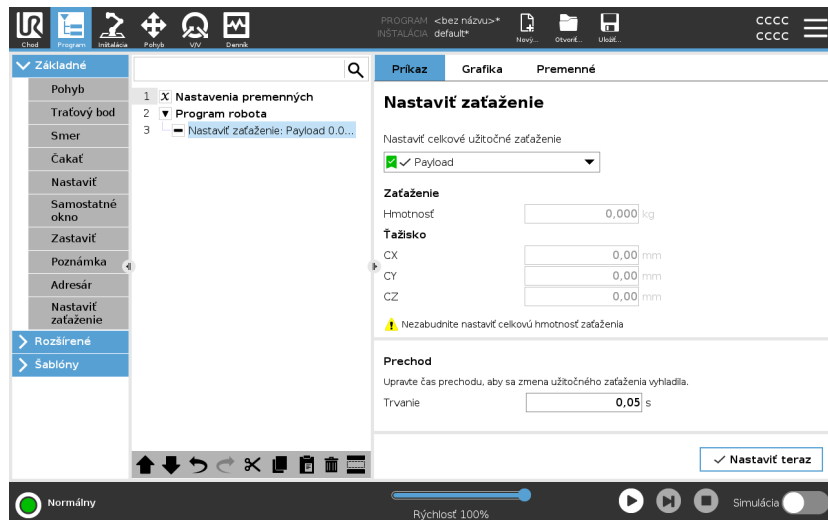 UR
PROGRAM <bez názvu>*
INŠTALÁCIA default*
Chod
Program
Inštalácia
Pohyb
V/V
Denník
Nový...
Otvoriť...
Uložiť...
CCCC
CCCC
Základné
Pohyb
Traťový bod
Smer
Čakať
Nastaviť
Samostatné
okno
Zastaviť
Poznámka
Adresár
Nastaviť
zaťaženie
Rozšírené
Šablóny
1 X Nastavenia premenných
2 Program robota
3 Nastaviť zaťaženie: Payload 0.0...
Príkaz Grafika Premenné
Nastaviť zaťaženie
Nastaviť celkové užitočné zaťaženie
Payload
Zaťaženie
Hmotnosť 0,000 kg
Ťažisko
CX 0,00 mm
CY 0,00 mm
CZ 0,00 mm
Nezabudnite nastaviť celkovú hmotnosť zaťaženia
Prechod
Upravte čas prechodu, aby sa zmena užitočného zaťaženia vyhladila.
Trvanie 0,05 s
Nastaviť teraz
Normálny
Rýchlosť 100%
Simulácia